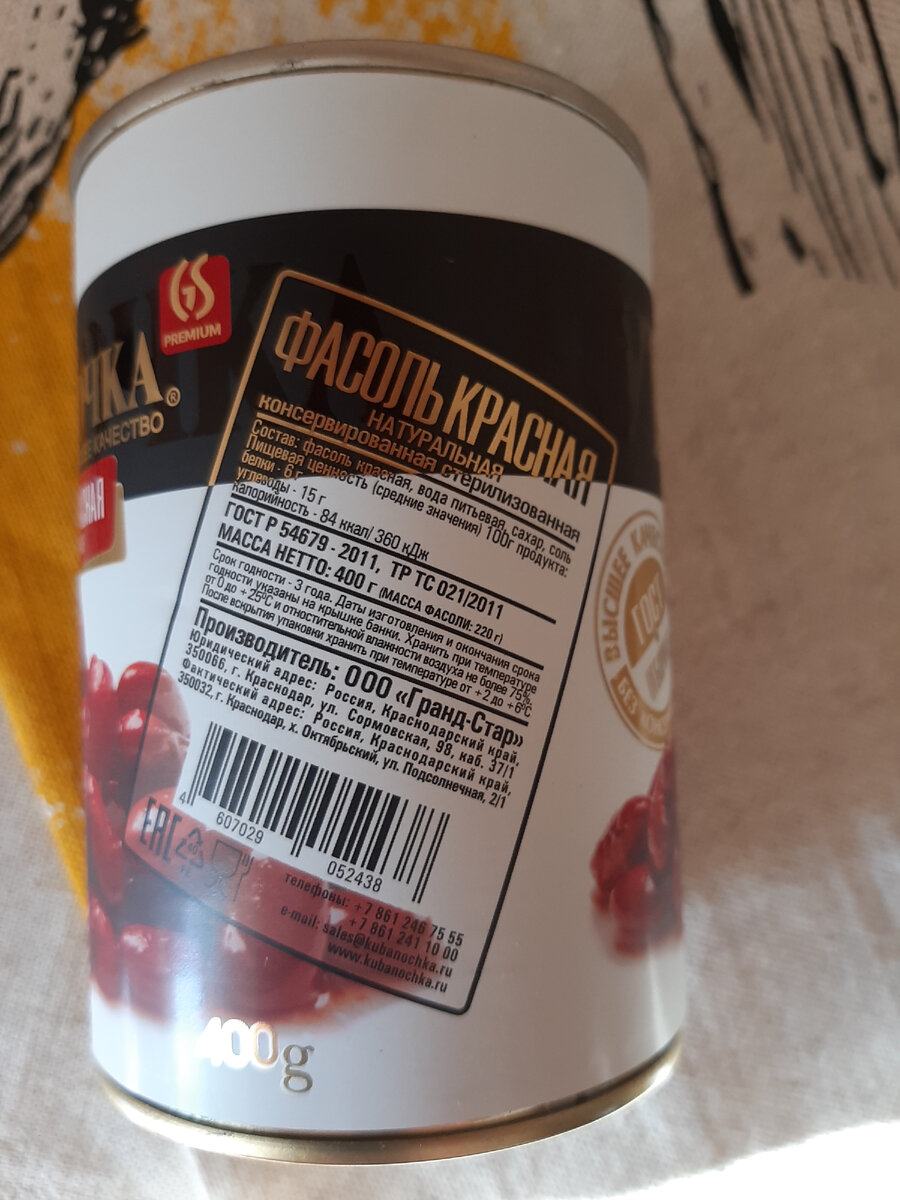 GS
PREMIUM
ЧКА®
КАЧЕСТВО
ФАСОЛЬ КРАСНАЯ
НАТУРАЛЬНАЯ
консервированная стерилизованная
Состав: фасоль красная, вода питьевая, сахар, соль
Пищевая ценность (средние значения) 100г продукта:
белки - 6 г
углеводы - 15 г
калорийность - 84 ккал/ 360 кДж
ГОСТ Р 54679 - 2011, ТР ТС 021/2011
МАССА НЕТТО: 400 г (МАССА ФАСОЛИ: 220 г)
Срок годности - 3 года. Даты изготовления и окончания срока
годности указаны на крышке банки. Хранить при температуре
от 0 до +25°С и относительной влажности воздуха не более 75%.
После вскрытия упаковки хранить при температуре от +2 до +6°С
Производитель: ООО «Гранд-Стар»
Юридический адрес: Россия, Краснодарский край,
350066, г. Краснодар, ул. Сормовская, 98, каб. 37/1
Фактический адрес: Россия, Краснодарский край,
350032, г. Краснодар, х. Октябрьский, ул. Подсолнечная, 2/1
4 607029 052438
ЕАС
телефоны: +7 861 246 75 55
+7 861 241 10 00
e-mail: sales@kubanochka.ru
www.kubanochka.ru
ВЫСШЕЕ
ГОСТ
БЕЗ
400g